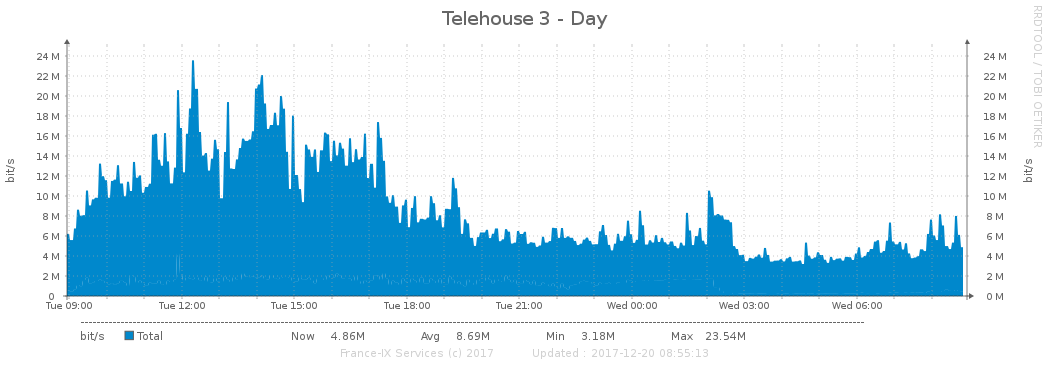 Telehouse 3 - Day
RRDTOOL / TOBI OETIKER
bit/s
24 M 24 M
22 M 22 M
20 M 20 M
18 M 18 M
16 M 16 M
14 M 14 M
12 M 12 M
10 M 10 M
8 M 8 M
6 M 6 M
4 M 4 M
2 M 2 M
0 0 M
bit/s
Tue 09:00 Tue 12:00 Tue 15:00 Tue 18:00 Tue 21:00 Wed 00:00 Wed 03:00 Wed 06:00
bit/s Total Now 4.86M Avg 8.69M Min 3.18M Max 23.54M
France-IX Services (c) 2017 Updated : 2017-12-20 08:55:13